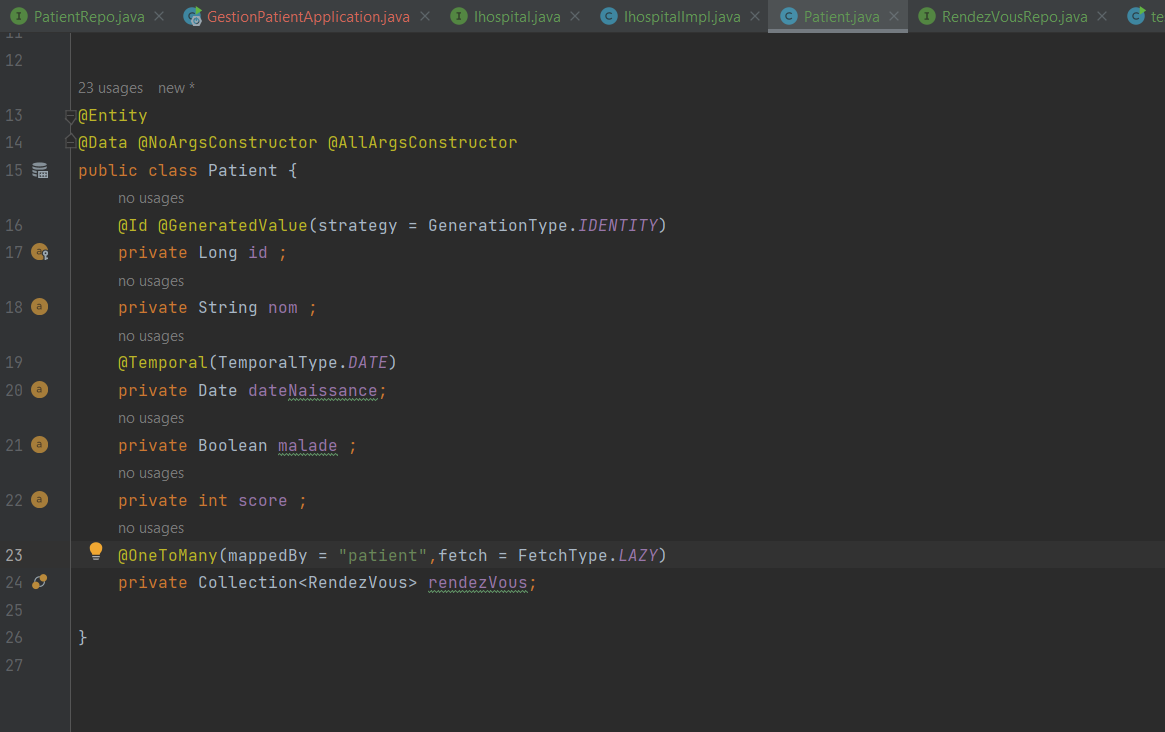 PatientRepo.java GestionPatientApplication.java Ihospital.java IhospitalImpl.java Patient.java RendezVousRepo.java te
11
12
23 usages new *
13 @Entity
14 @Data @NoArgsConstructor @AllArgsConstructor
15 public class Patient {
no usages
16 @Id @GeneratedValue(strategy = GenerationType.IDENTITY)
17 private Long id ;
no usages
18 private String nom ;
no usages
19 @Temporal(TemporalType.DATE)
20 private Date dateNaissance;
no usages
21 private Boolean malade ;
no usages
22 private int score ;
no usages
23 @OneToMany(mappedBy = "patient",fetch = FetchType.LAZY)
24 private Collection<RendezVous> rendezVous;
25
26 }
27